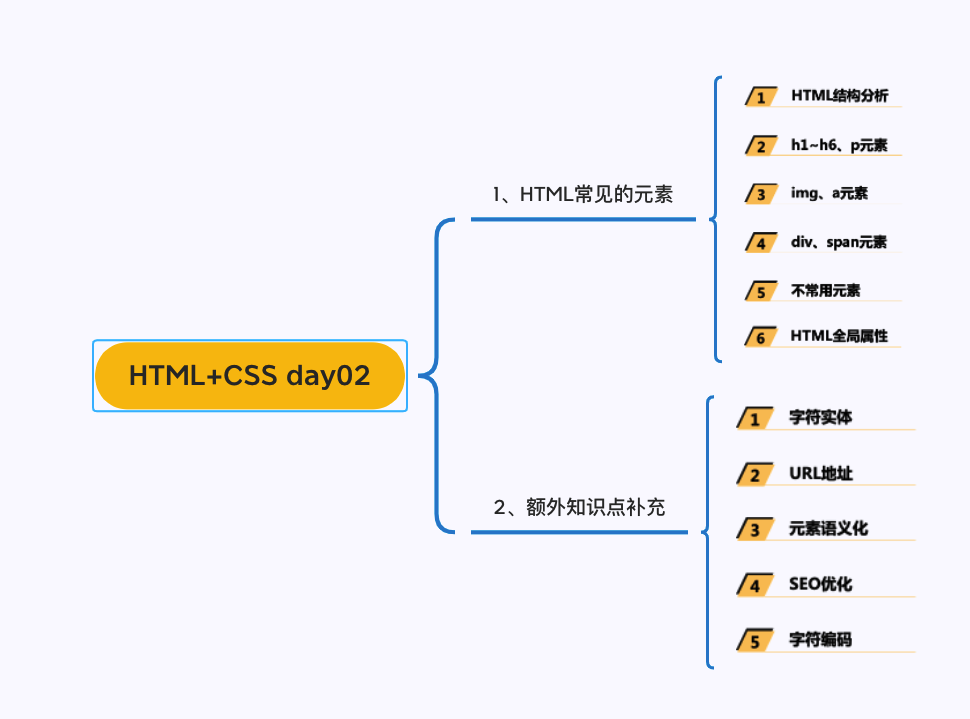 HTML+CSS day02
1、HTML常见的元素
1 HTML结构分析
2 h1~h6、p元素
3 img、a元素
4 div、span元素
5 不常用元素
6 HTML全局属性
2、额外知识点补充
1 字符实体
2 URL地址
3 元素语义化
4 SEO优化
5 字符编码